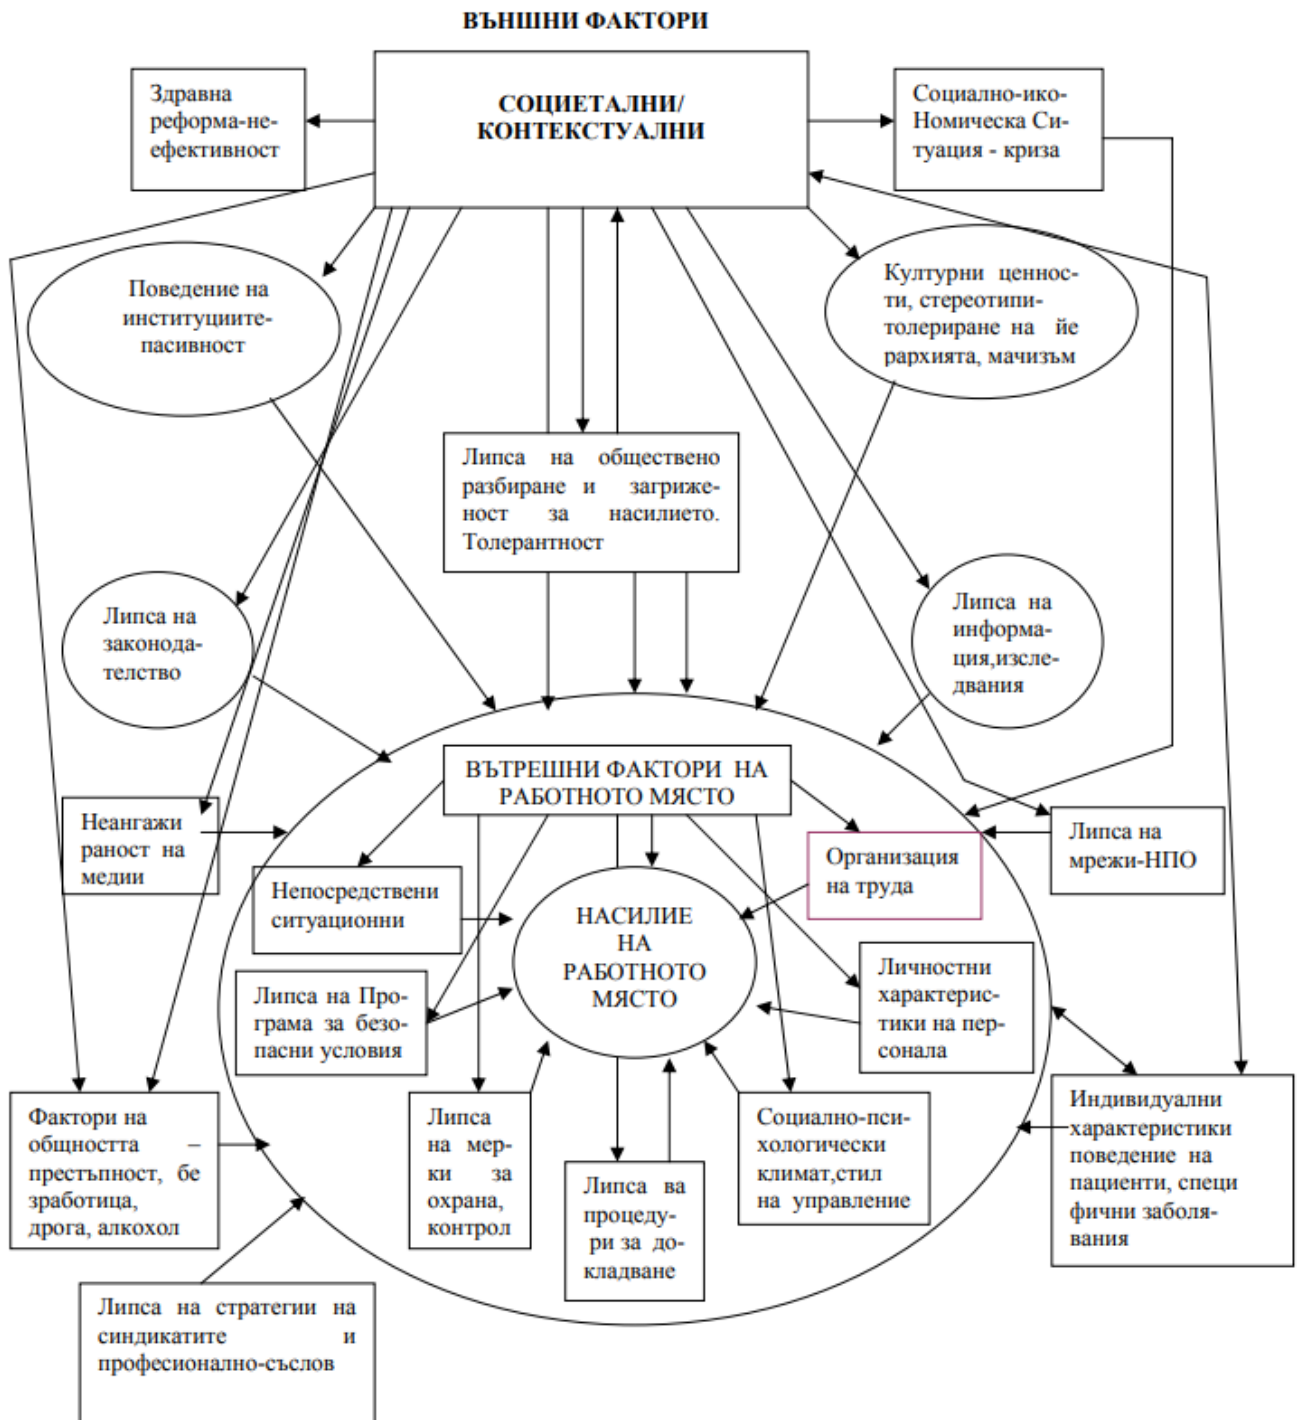 ВЪНШНИ ФАКТОРИ
СОЦИЕТАЛНИ/
КОНТЕКСТУАЛНИ
Здравна
реформа-не-
ефективност
Социално-ико-
Номическа Си-
туация - криза
Поведение на
институциите-
пасивност
Културни ценнос-
ти, стереотипи-
толериране на йе
рархията, мачизъм
Липса на обществено
разбиране и загриже-
ност за насилието.
Толерантност
Липса на
законода-
телство
Липса на
информа-
ция,изсле-
двания
ВЪТРЕШНИ ФАКТОРИ НА
РАБОТНОТО МЯСТО
Неангажи
раност на
медии
Непосредствени
ситуационни
НАСИЛИЕ
НА
РАБОТНОТО
МЯСТО
Организация
на труда
Липса на
мрежи-НПО
Липса на Про-
грама за безо-
пасни условия
Личностни
характерис-
тики на пер-
сонала
Фактори на
общността –
престъпност, бе
зработица,
дрога, алкохол
Липса
на мер-
ки за
охрана,
контрол
Липса ва
процеду-
ри за до-
кладване
Социално-пси-
хологически
климат,стил
на управление
Индивидуални
характеристики
поведение на
пациенти, специ
фични заболя-
вания
Липса на стратегии на
синдикатите и
професионално-съслов